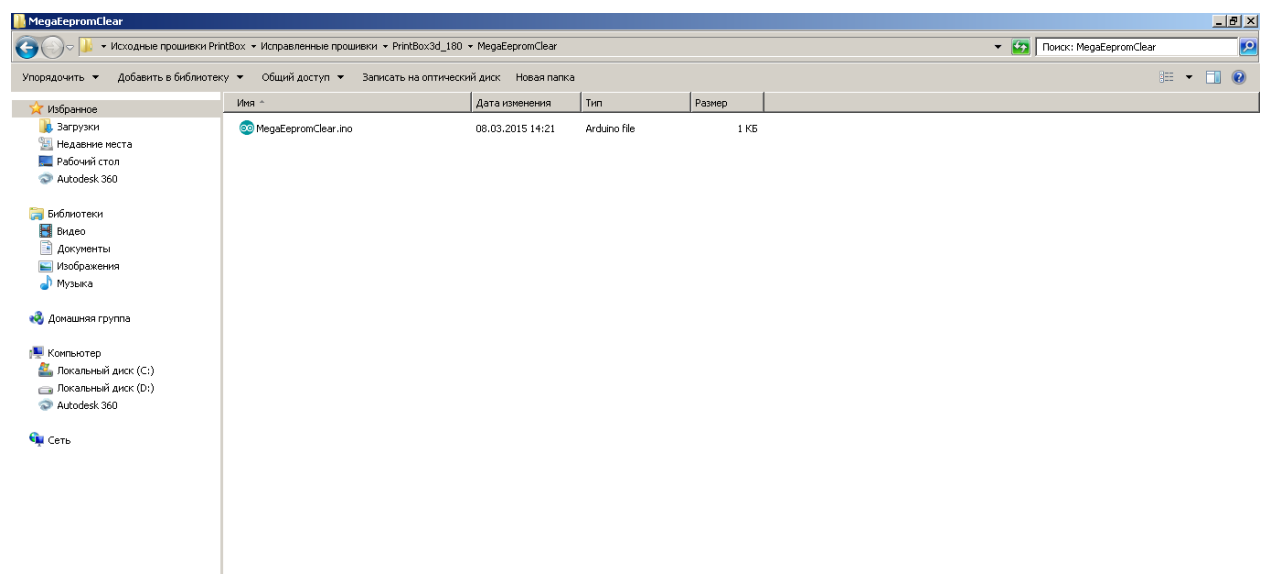 MegaEepromClear
Исходные прошивки PrintBox Исправленные прошивки PrintBox3d_180 MegaEepromClear
Поиск: MegaEepromClear
Упорядочить Добавить в библиотеку Общий доступ Записать на оптический диск Новая папка
Имя Дата изменения Тип Размер
MegaEepromClear.ino 08.03.2015 14:21 Arduino file 1 КБ
Избранное
Загрузки
Недавние места
Рабочий стол
Autodesk 360
Библиотеки
Видео
Документы
Изображения
Музыка
Домашняя группа
Компьютер
Локальный диск (C:)
Локальный диск (D:)
Autodesk 360
Сеть